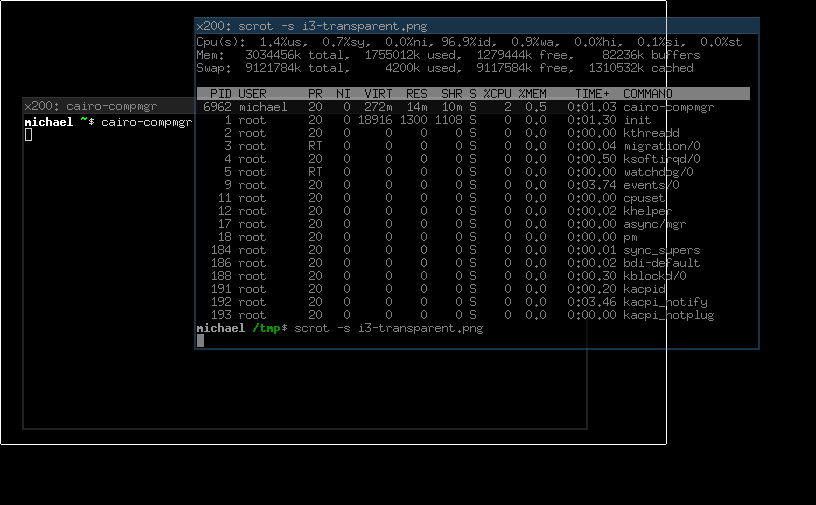 x200: scrot -s i3-transparent.png
Cpu(s):  1.4%us,  0.7%sy,  0.0%ni, 96.9%id,  0.9%wa,  0.0%hi,  0.1%si,  0.0%st
Mem:   3034456k total,  1755012k used,  1279444k free,    82236k buffers
Swap:  9121784k total,     4200k used,  9117584k free,  1310532k cached
PID USER      PR  NI  VIRT  RES  SHR S %CPU %MEM    TIME+  COMMAND
6962 michael   20   0  272m  14m  10m S    2  0.5   0:01.03 cairo-compmgr
1 root      20   0 18916 1300 1108 S    0  0.0   0:01.30 init
2 root      20   0     0    0    0 S    0  0.0   0:00.00 kthreadd
3 root      RT   0     0    0    0 S    0  0.0   0:00.04 migration/0
4 root      20   0     0    0    0 S    0  0.0   0:00.50 ksoftirqd/0
5 root      RT   0     0    0    0 S    0  0.0   0:00.00 watchdog/0
9 root      20   0     0    0    0 S    0  0.0   0:03.74 events/0
11 root      20   0     0    0    0 S    0  0.0   0:00.00 cpuset
12 root      20   0     0    0    0 S    0  0.0   0:00.02 khelper
17 root      20   0     0    0    0 S    0  0.0   0:00.00 async/mgr
18 root      20   0     0    0    0 S    0  0.0   0:00.00 pm
184 root      20   0     0    0    0 S    0  0.0   0:00.01 sync_supers
186 root      20   0     0    0    0 S    0  0.0   0:00.02 bdi-default
188 root      20   0     0    0    0 S    0  0.0   0:00.30 kblockd/0
191 root      20   0     0    0    0 S    0  0.0   0:00.20 kacpid
192 root      20   0     0    0    0 S    0  0.0   0:03.46 kacpi_notify
193 root      20   0     0    0    0 S    0  0.0   0:00.00 kacpi_hotplug
michael /tmp$ scrot -s i3-transparent.png
x200: cairo-compmgr
michael ~$ cairo-compmgr